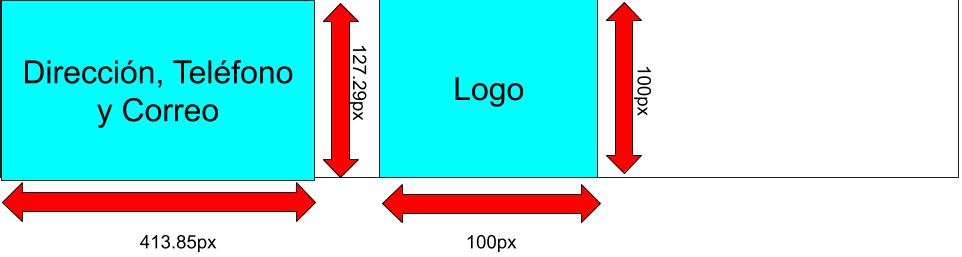 Dirección, Teléfono
y Correo
127.29px
Logo
100px
413.85px
100px